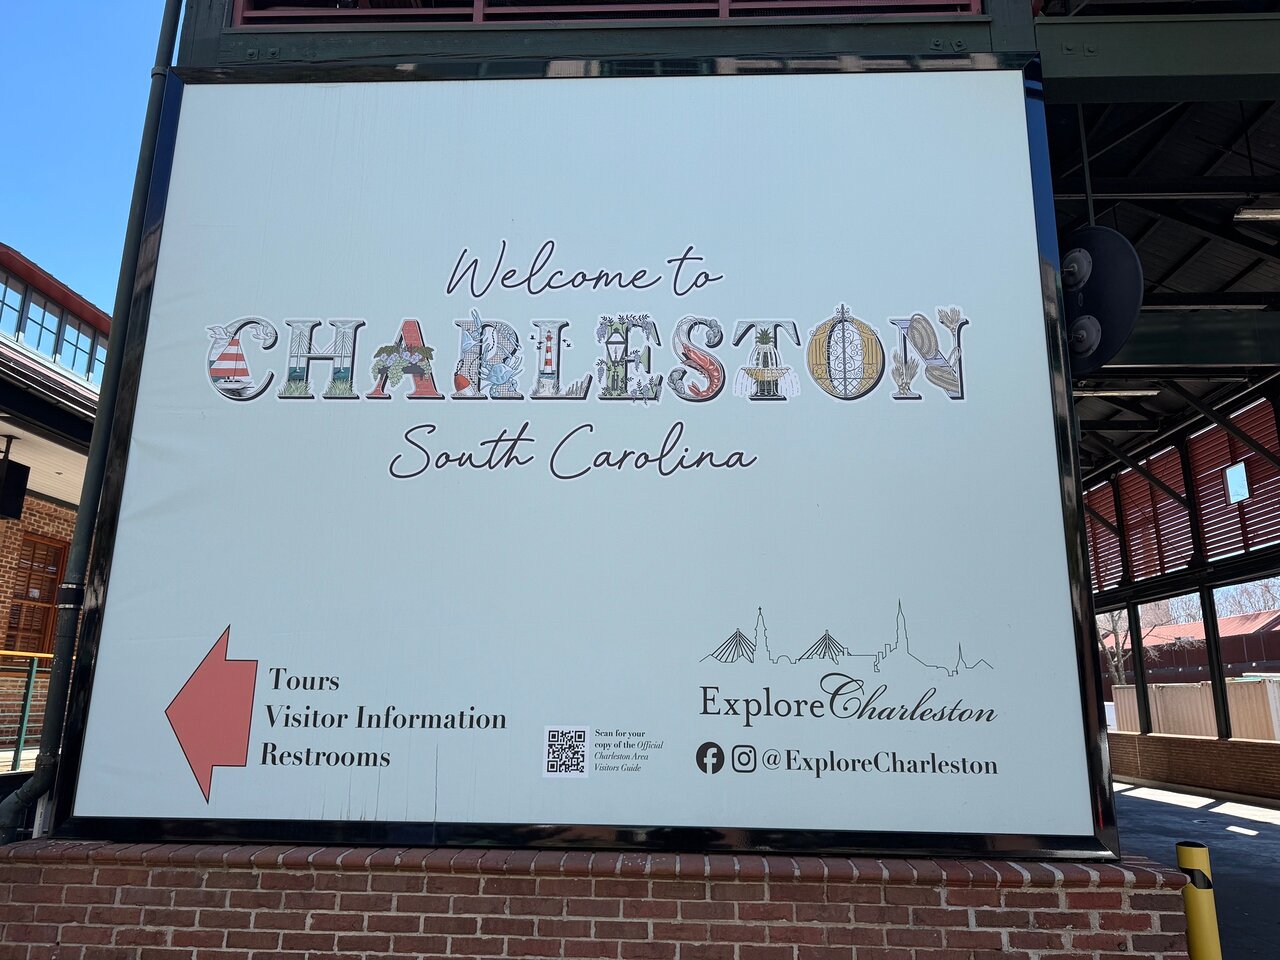 Welcome to
CHARLESTON
South Carolina
Tours
Visitor Information
Restrooms
Scan for your
copy of the Official
Charleston Area
Visitors Guide
ExploreCharleston
@ExploreCharleston